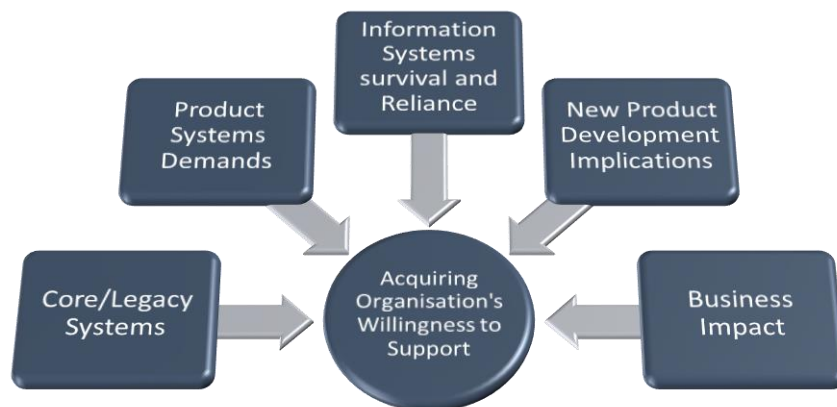 Information
Systems
survival and
Reliance
Product
Systems
Demands
New Product
Development
Implications
Core/Legacy
Systems
Acquiring
Organisation's
Willingness to
Support
Business
Impact